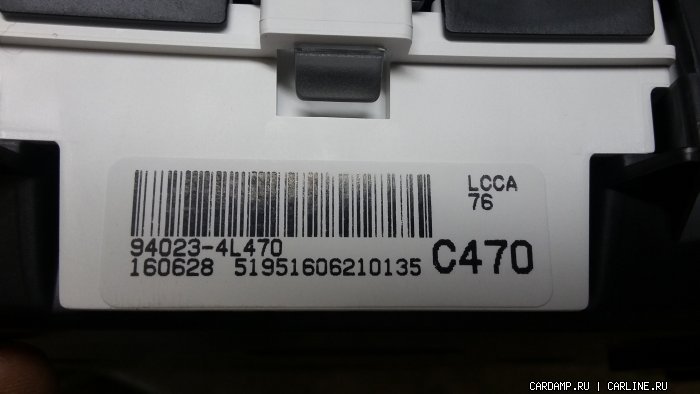 LCCA
76
94023-4L470
160628 51951606210135 C470
CARDAMP.RU | CARLINE.RU